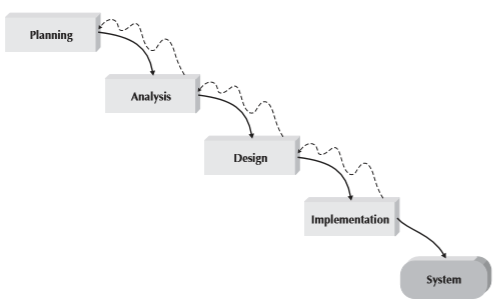 Planning
Analysis
Design
Implementation
System